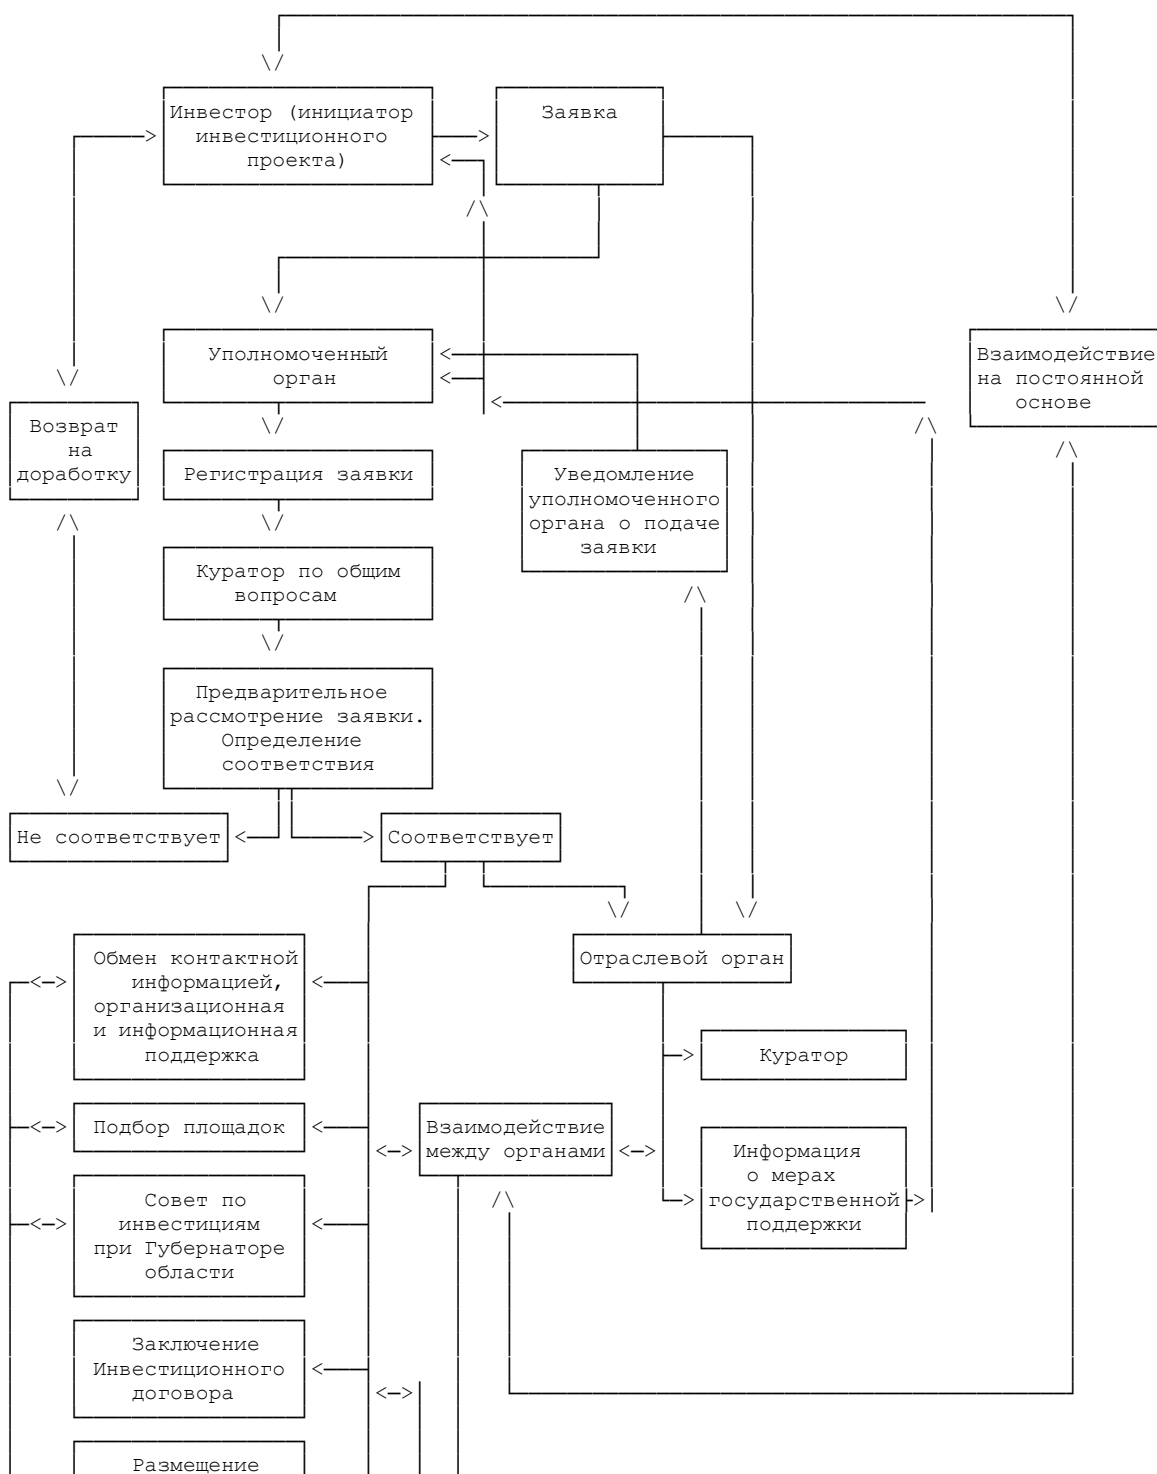 Инвестор (инициатор
инвестиционного
проекта)
Заявка
Уполномоченный
орган
Взаимодействие
на постоянной
основе
Возврат
на
доработку
Регистрация заявки
Уведомление
уполномоченного
органа о подаче
заявки
Куратор по общим
вопросам
Предварительное
рассмотрение заявки.
Определение
соответствия
Не соответствует
Соответствует
Обмен контактной
информацией,
организационная
и информационная
поддержка
Отраслевой орган
Куратор
Подбор площадок
Взаимодействие
между органами
Информация
о мерах
государственной
поддержки
Совет по
инвестициям
при Губернаторе
области
Заключение
Инвестиционного
договора
Размещение